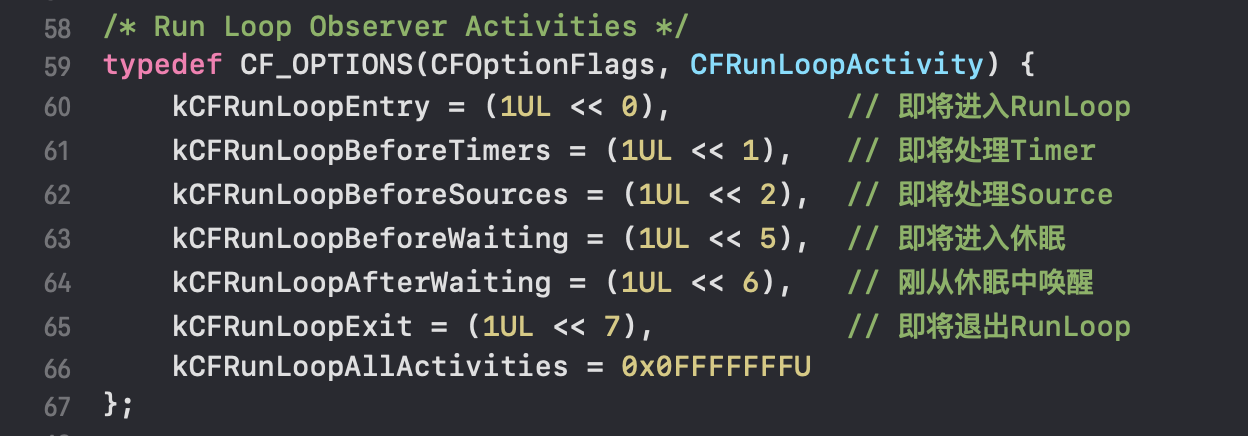 58 /* Run Loop Observer Activities */
59 typedef CF_OPTIONS(CFOptionFlags, CFRunLoopActivity) {
60     kCFRunLoopEntry = (1UL << 0),          // 即将进入RunLoop
61     kCFRunLoopBeforeTimers = (1UL << 1),   // 即将处理Timer
62     kCFRunLoopBeforeSources = (1UL << 2),  // 即将处理Source
63     kCFRunLoopBeforeWaiting = (1UL << 5),  // 即将进入休眠
64     kCFRunLoopAfterWaiting = (1UL << 6),   // 刚从休眠中唤醒
65     kCFRunLoopExit = (1UL << 7),           // 即将退出RunLoop
66     kCFRunLoopAllActivities = 0x0FFFFFFFU
67 };